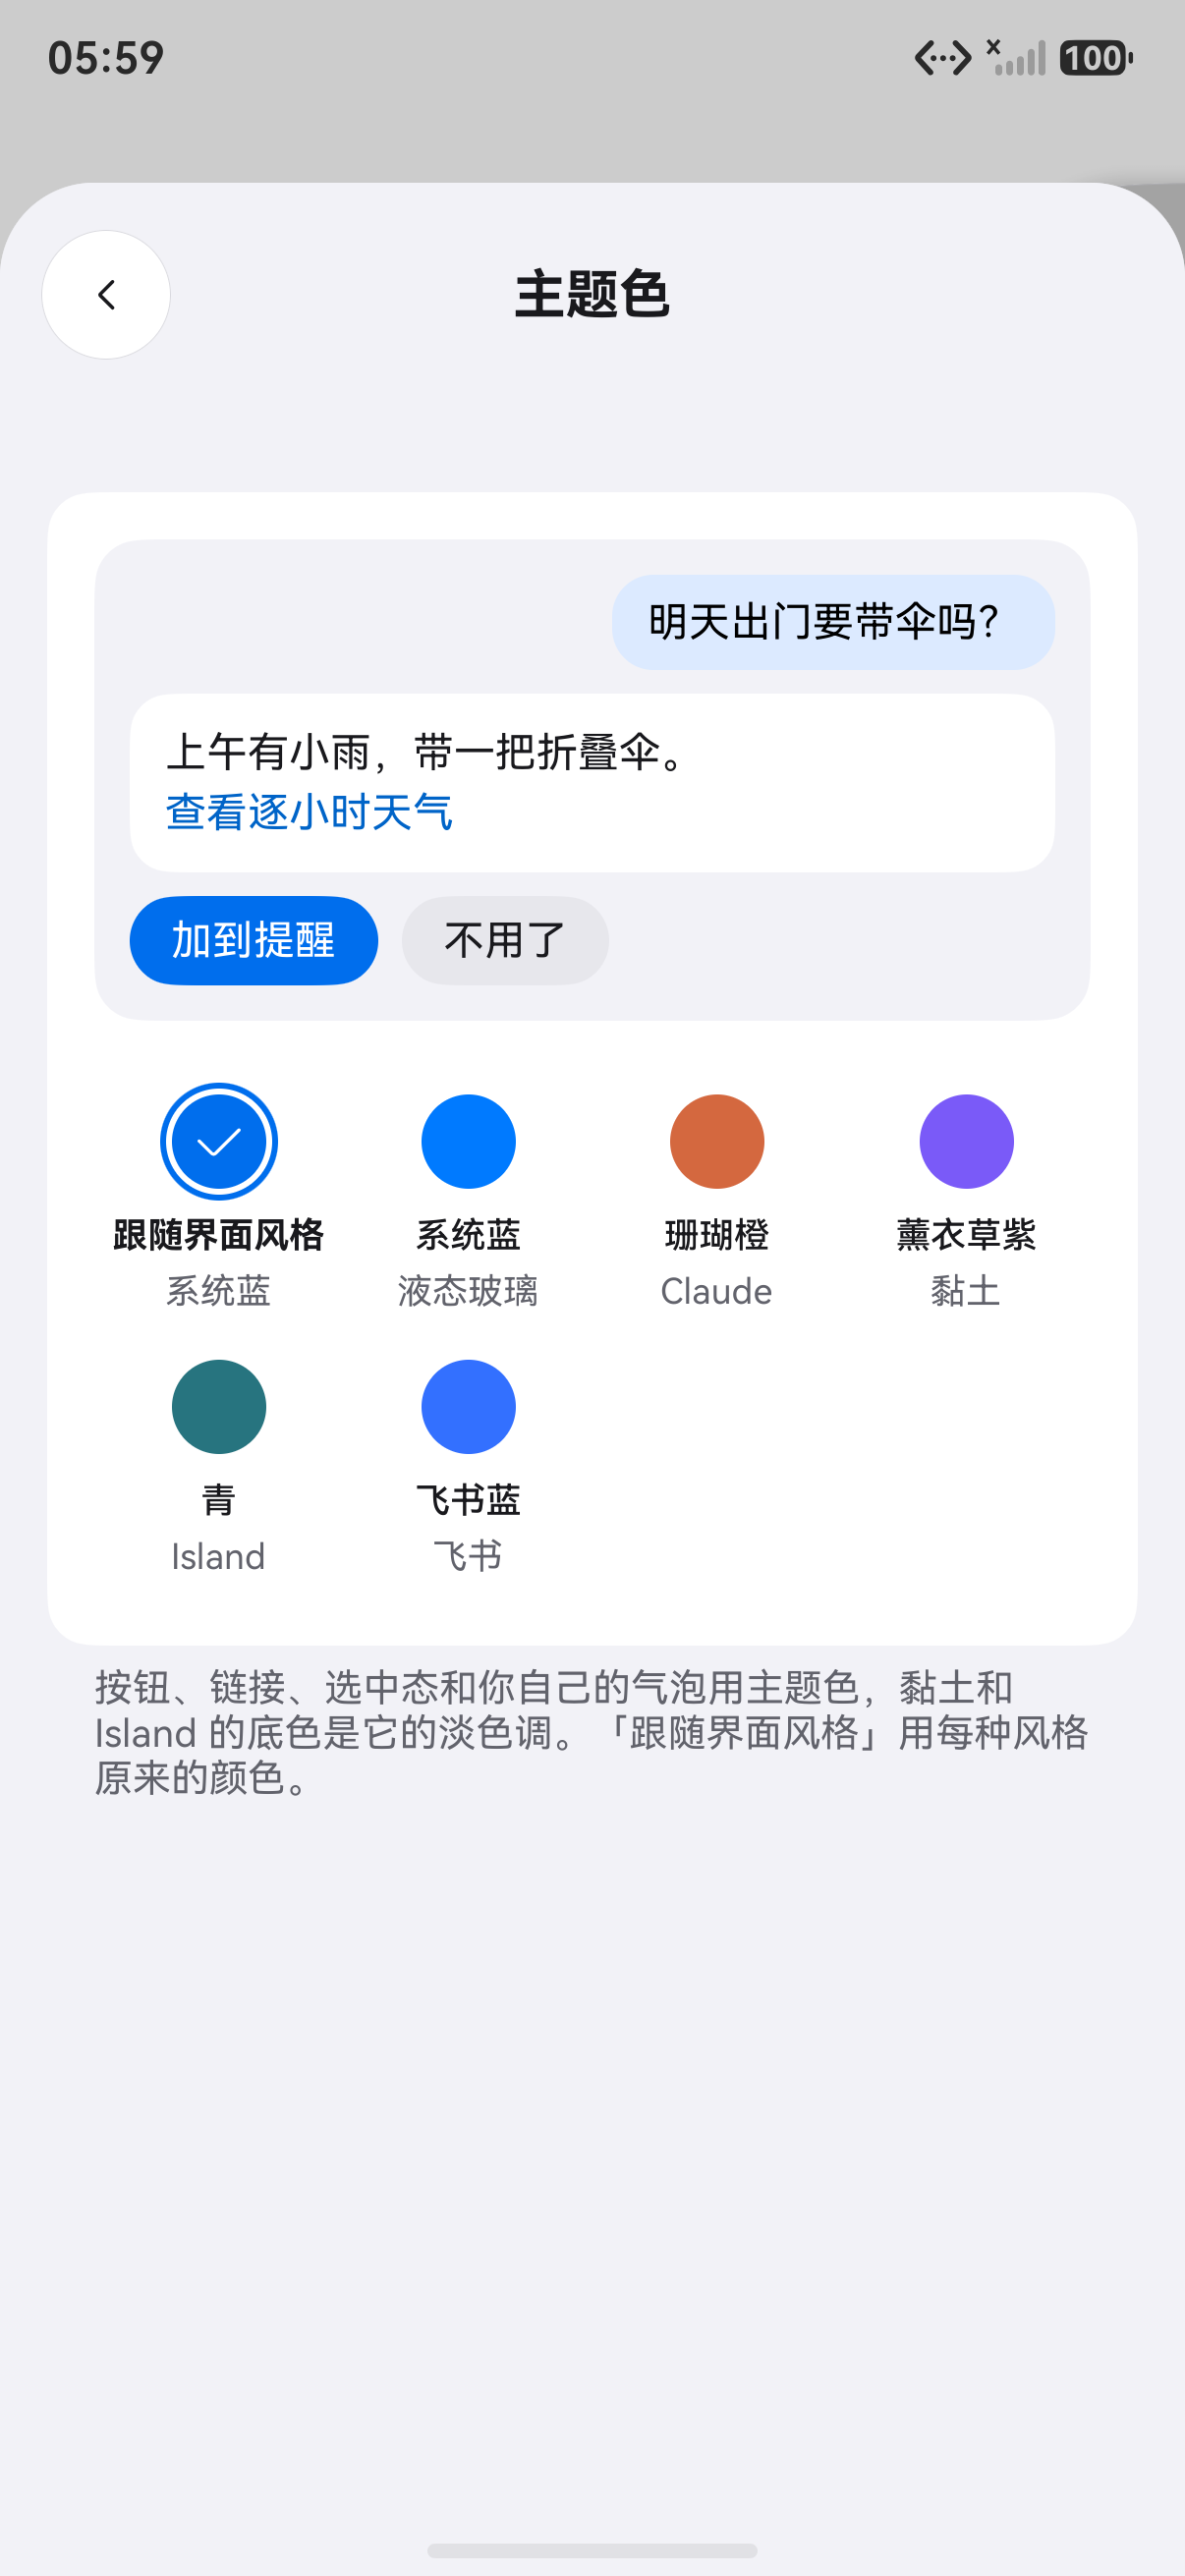 05:59
100
主题色
明天出门要带伞吗?
上午有小雨，带一把折叠伞。
查看逐小时天气
加到提醒 不用了
跟随界面风格 系统蓝 珊瑚橙 薰衣草紫
系统蓝 液态玻璃 Claude 黏土
青 飞书蓝
Island 飞书
按钮、链接、选中态和你自己的气泡用主题色，黏土和
Island 的底色是它的淡色调。「跟随界面风格」用每种风格
原来的颜色。